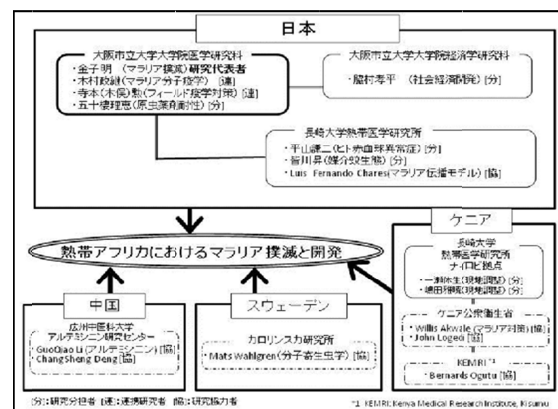 日本
大阪市立大学大学院医学研究科
・金子明 (マラリア撲滅)研究代表者
・木村政継(マラリア分子疫学) [連]
・寺本(木俣)勲(フィールド疫学対策) [連]
・五十棲理恵(原虫薬剤耐性) [分]
大阪市立大学大学院経済学研究科
・脇村孝平 (社会経済開発) [分]
長崎大学熱帯医学研究所
・平山謙二(ヒト赤血球異常症) [分]
・皆川昇(媒介蚊生態) [分]
・Luis Fernando Chaves(マラリア伝播モデル) [協]
熱帯アフリカにおけるマラリア撲滅と開発
ケニア
長崎大学
熱帯医学研究所
ナイロビ拠点
・一瀬休生(現地調整) [分]
(現地調整) [分]
ケニア公衆衛生省
・Willis Akwale (マラリア対策) [協]
・John Logedi [協]
KEMRI *1
・Bernards Ogutu [協]
中国
広州中医科大学
アルテミシニン研究センター
・GuoQiao Li (アルテミシニン) [協]
・ChangSheng Deng [協]
スウェーデン
カロリンスカ研究所
・Mats Wahlgren(分子寄生虫学) [協]
[分]:研究分担者 [連]:連携研究者 [協]:研究協力者
*1 KEMRI: Kenya Medical Research Institute, Kisumu